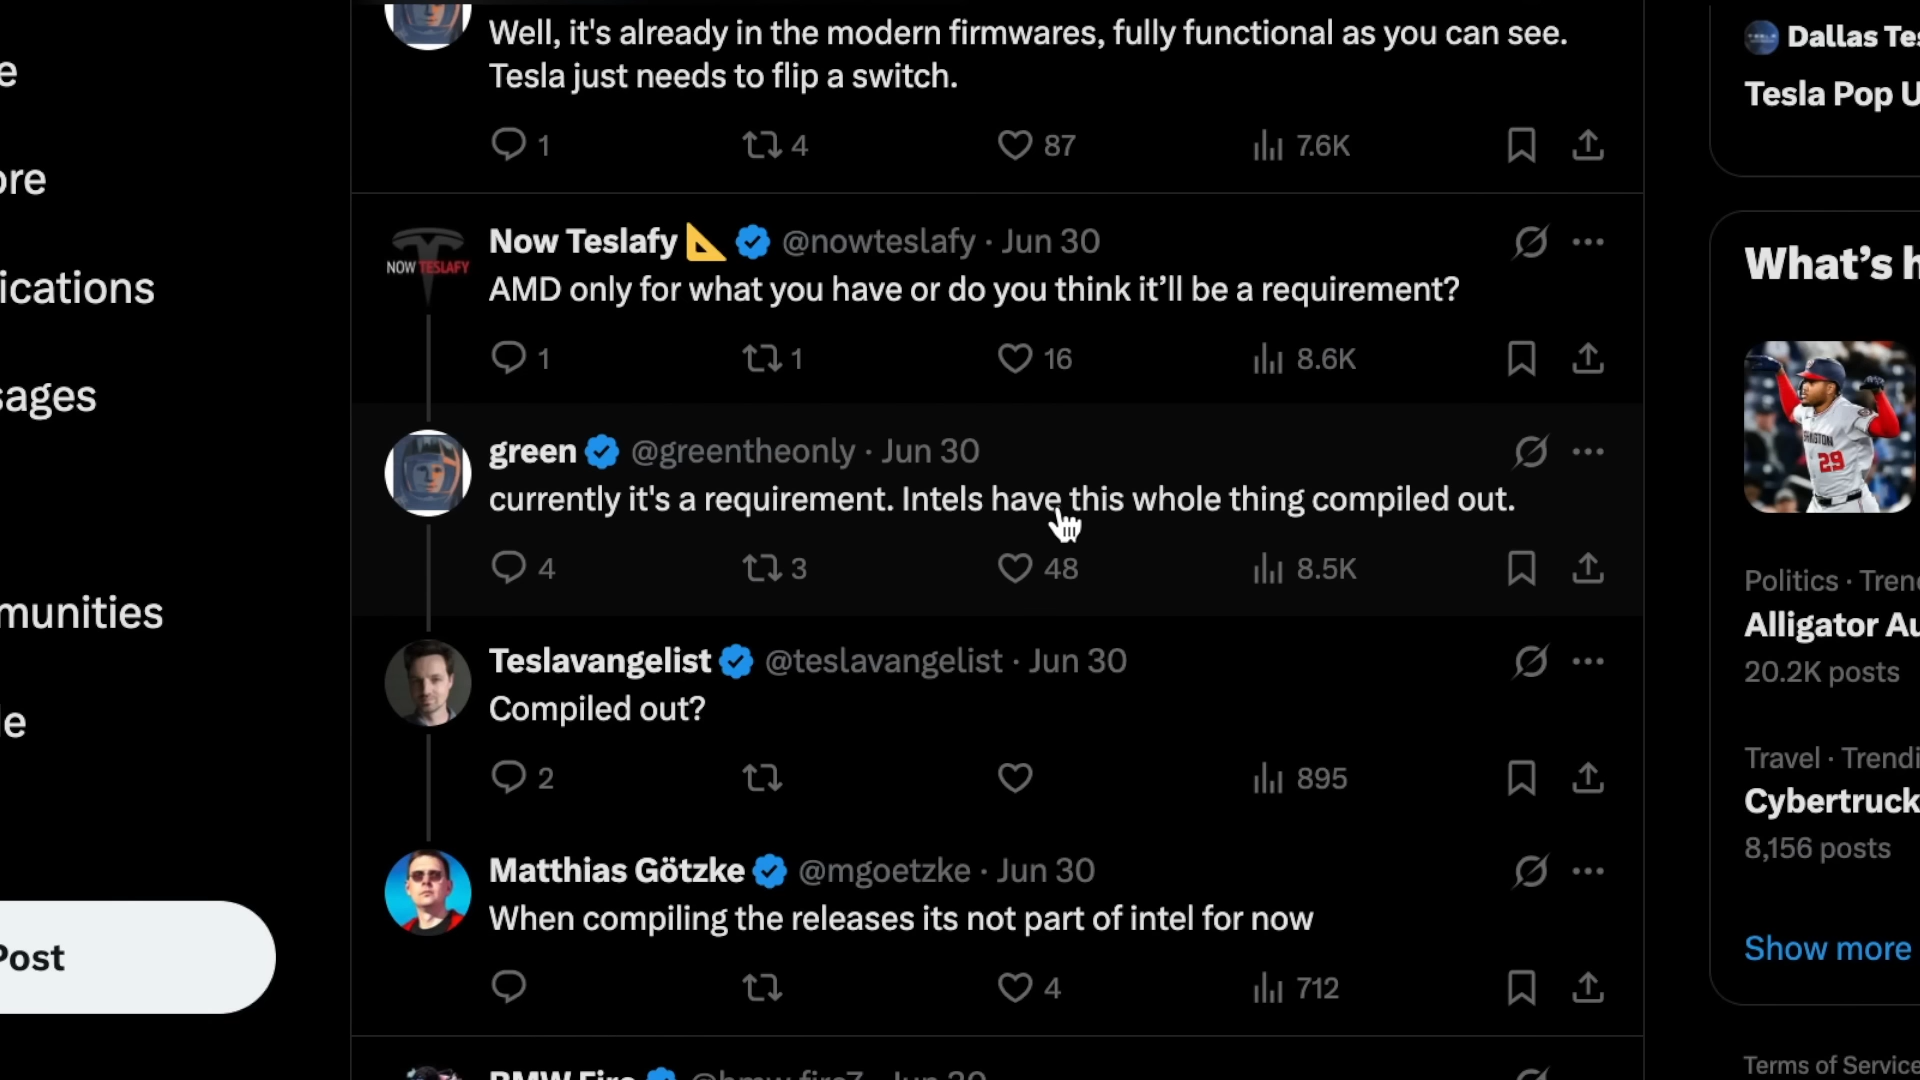 Well, it's already in the modern firmwares, fully functional as you can see.
Tesla just needs to flip a switch.
1 4 87 7.6K
Now Teslafy @nowteslafy · Jun 30
NOW TESLAFY
AMD only for what you have or do you think it’ll be a requirement?
1 1 16 8.6K
green @greentheonly · Jun 30
currently it's a requirement. Intels have this whole thing compiled out.
4 3 48 8.5K
Teslavangelist @teslavangelist · Jun 30
Compiled out?
2 895
Matthias Götzke @mgoetzke · Jun 30
When compiling the releases its not part of intel for now
4 712
e
ore
ications
sages
munities
le
Post
Dallas Tes
Tesla Pop U
What’s h
29
Politics · Tren
Alligator Au
20.2K posts
Travel · Trendi
Cybertruck
8,156 posts
Show more
Terms of Service